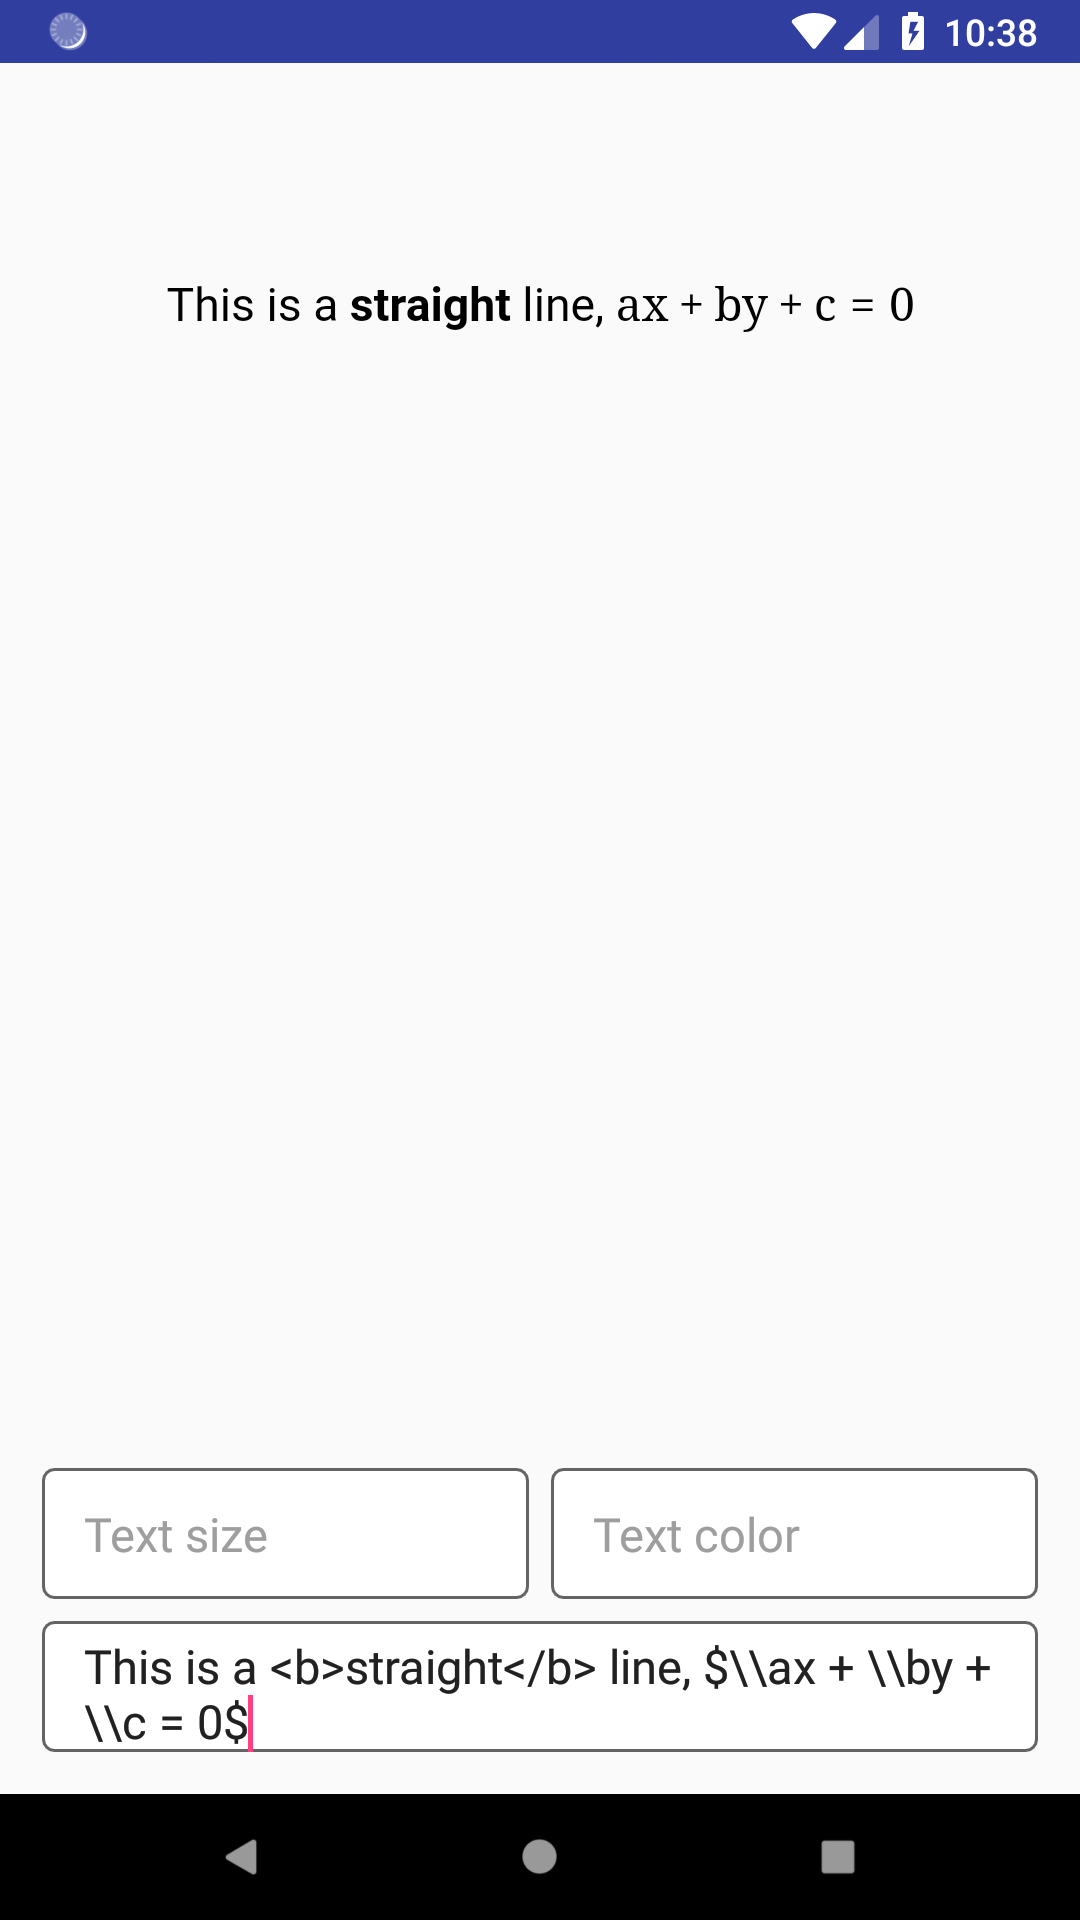 10:38
This is a straight line, ax + by + c = 0
Text size
Text color
This is a <b>straight</b> line, $\\ax + \\by +
\\c = 0$